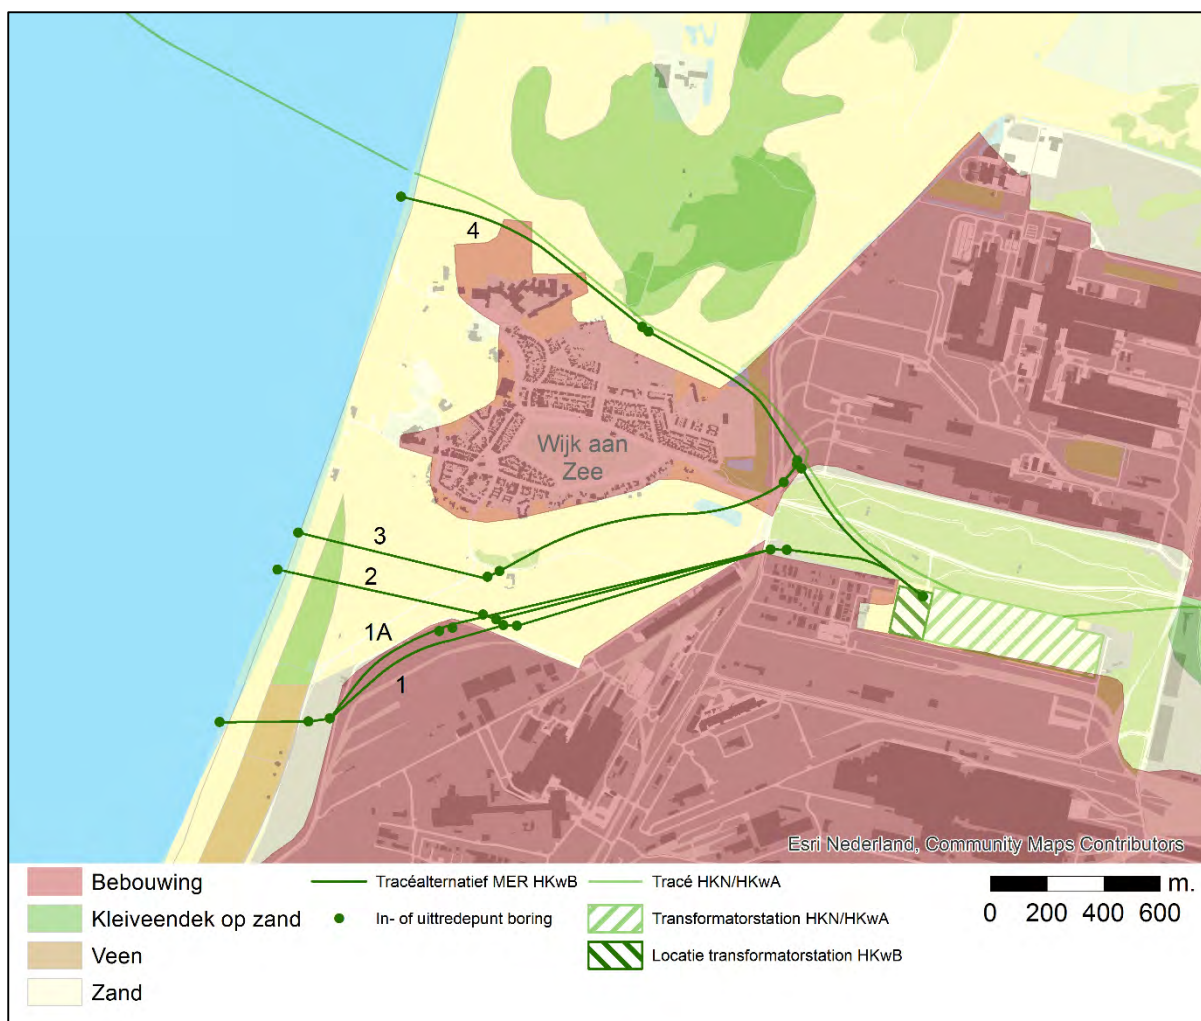 4
Wijk aan
Zee
3
2
1A
1
Esri Nederland, Community Maps Contributors
Bebouwing
Kleiveendek op zand
Veen
Zand
Tracéalternatief MER HKwB
In- of uittredepunt boring
Tracé HKN/HKwA
Transformatorstation HKN/HKwA
Locatie transformatorstation HKwB
m.
0 200 400 600